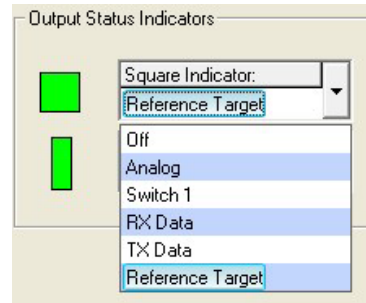 Output Status Indicators
Square Indicator:
Reference Target
Off
Analog
Switch 1
RX Data
TX Data
Reference Target